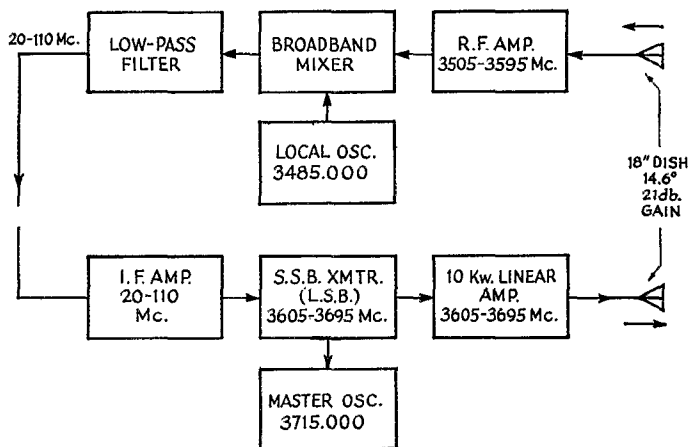 20-110 Mc.
LOW-PASS
FILTER
BROADBAND
MIXER
R.F. AMP.
3505-3595 Mc.
LOCAL OSC.
3485.000
18" DISH
14.6°
21db.
GAIN
I.F. AMP.
20-110
Mc.
S.S.B. XMTR.
(L.S.B.)
3605-3695 Mc.
10 Kw. LINEAR
AMP.
3605-3695 Mc.
MASTER OSC.
3715.000